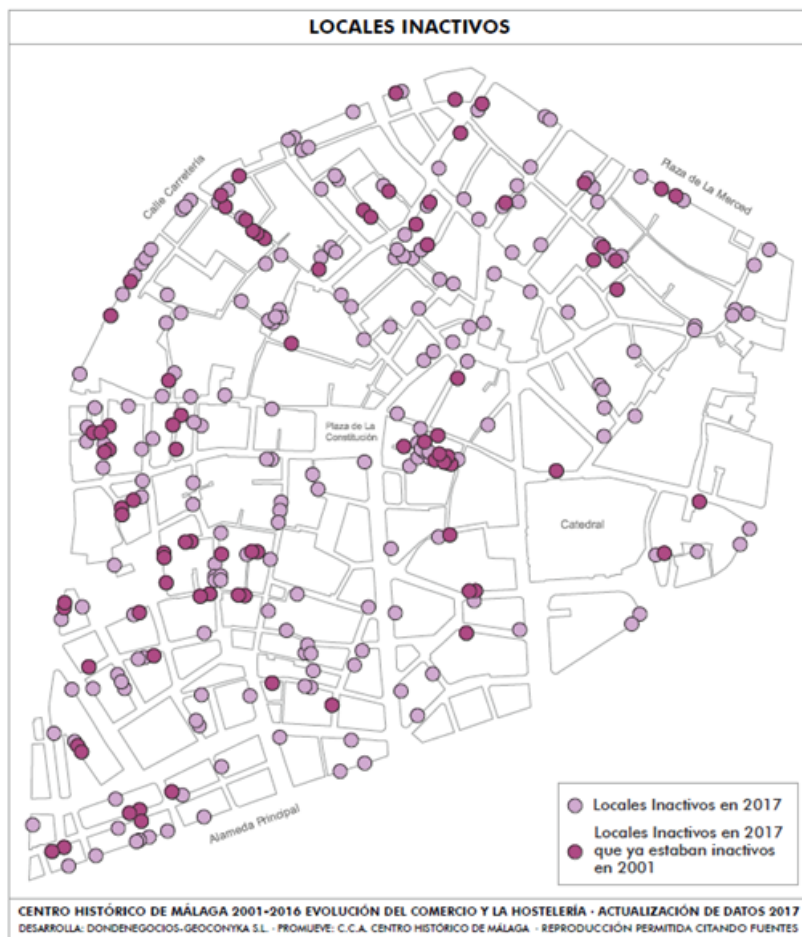 LOCALES INACTIVOS
Calle Carretería
Plaza de La Merced
Plaza de La
Constitución
Catedral
Alameda Principal
Locales Inactivos en 2017
Locales Inactivos en 2017
que ya estaban inactivos
en 2001
CENTRO HISTÓRICO DE MÁLAGA 2001-2016 EVOLUCIÓN DEL COMERCIO Y LA HOSTELERÍA · ACTUALIZACIÓN DE DATOS 2017
DESARROLLA: DONDENEGOCIOS-GEOCONYKA S.L. · PROMUEVE: C.C.A. CENTRO HISTÓRICO DE MÁLAGA · REPRODUCCIÓN PERMITIDA CITANDO FUENTES